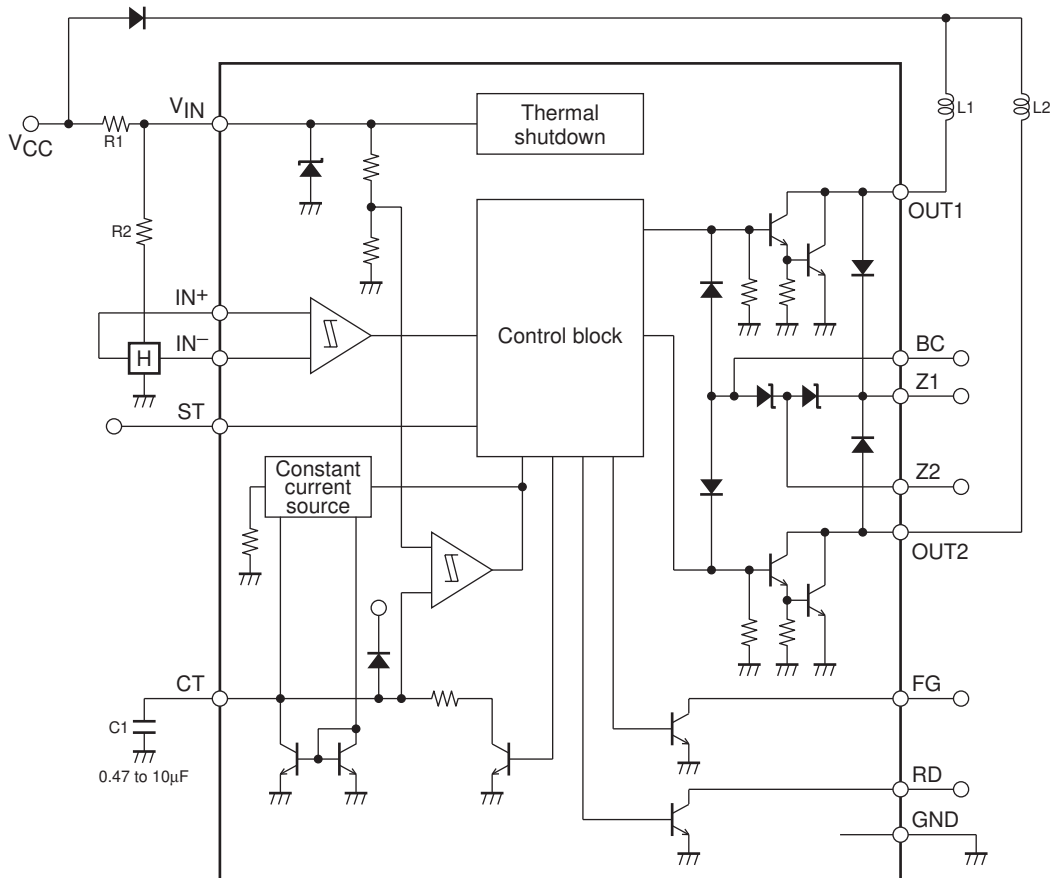 VIN
Thermal
shutdown
VCC
R1
L1
L2
OUT1
R2
IN+
IN−
H
Control block
BC
Z1
ST
Constant
current
source
Z2
OUT2
CT
FG
C1
0.47 to 10μF
RD
GND